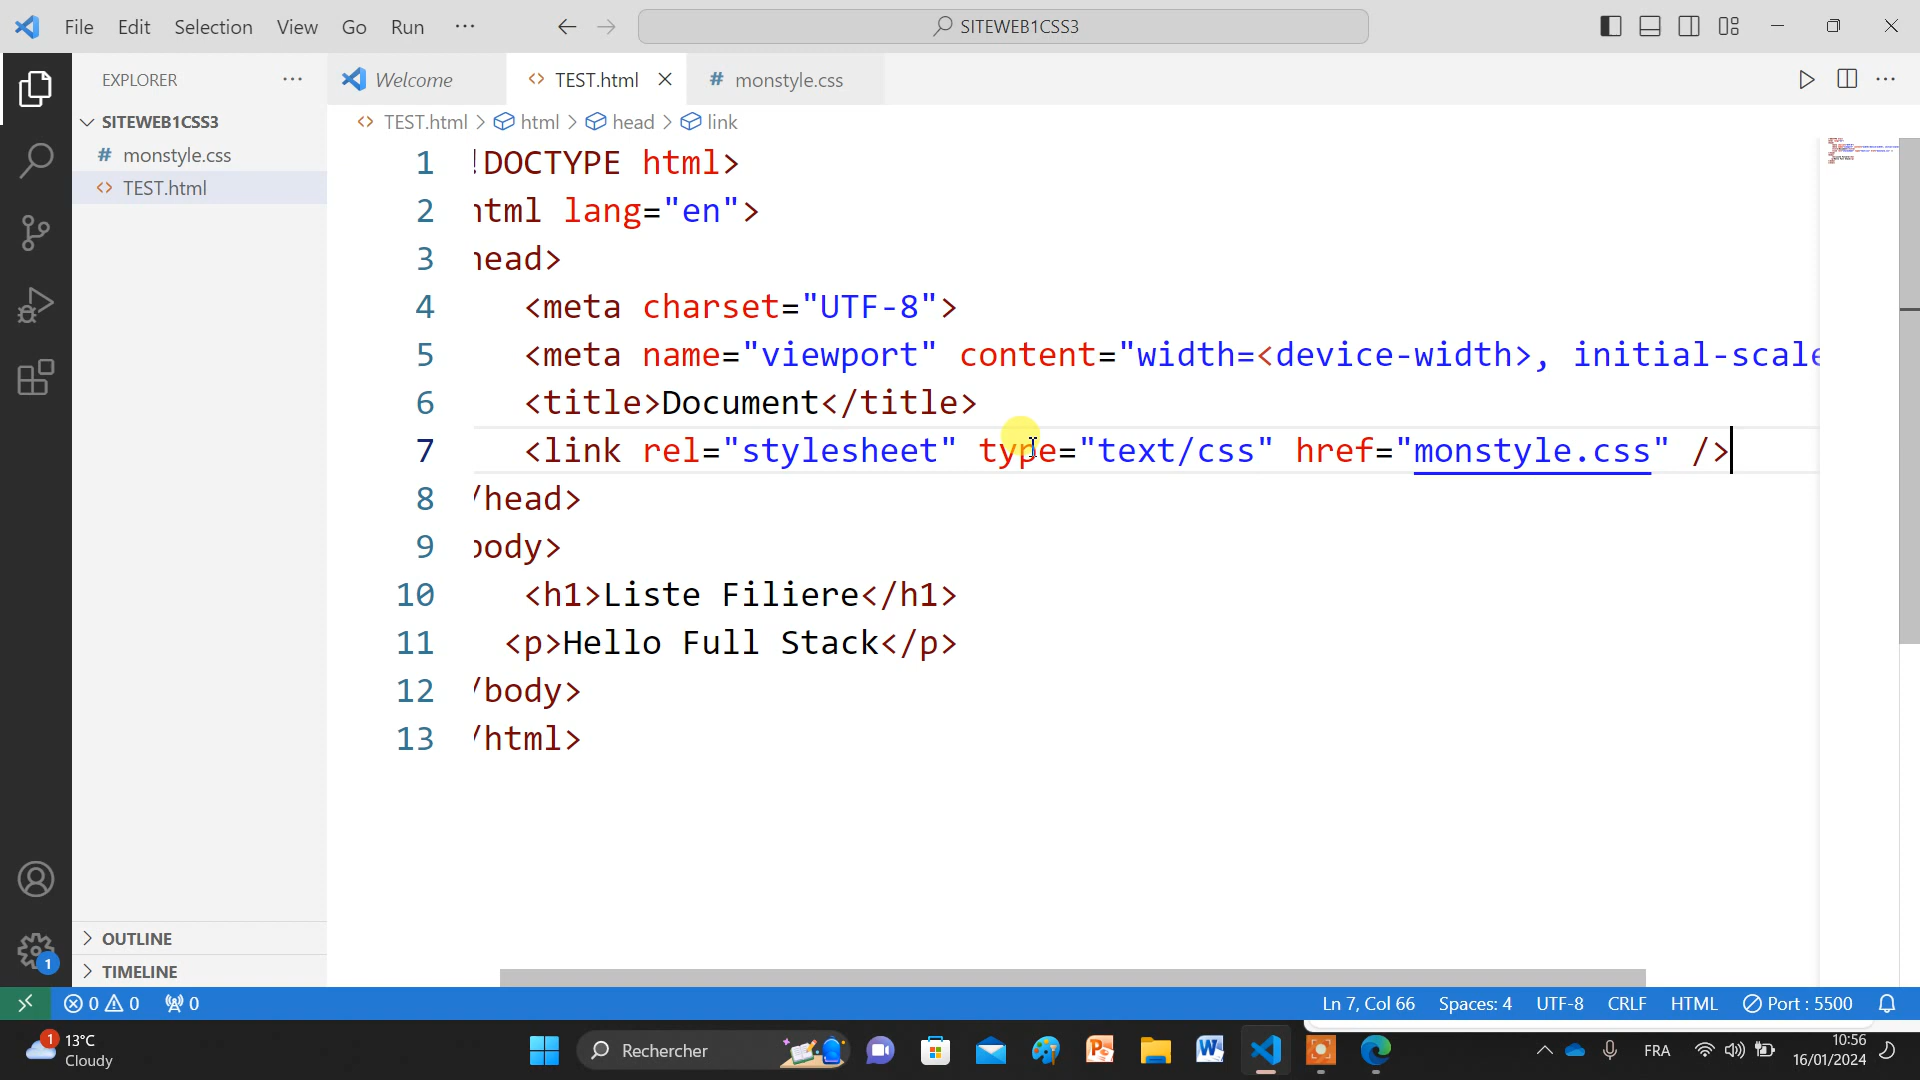 File Edit Selection View Go Run ... SITEWEB1CSS3
EXPLORER ...
Welcome TEST.html monstyle.css
SITEWEB1CSS3
monstyle.css
TEST.html
TEST.html > html > head > link
1 !DOCTYPE html>
2 html lang="en">
3 head>
4 <meta charset="UTF-8">
5 <meta name="viewport" content="width=<device-width>, initial-scale
6 <title>Document</title>
7 <link rel="stylesheet" type="text/css" href="monstyle.css" />
8 /head>
9 body>
10 <h1>Liste Filiere</h1>
11 <p>Hello Full Stack</p>
12 /body>
13 /html>
OUTLINE
TIMELINE
1
0 0 0 Ln 7, Col 66 Spaces: 4 UTF-8 CRLF HTML Port : 5500
1 13°C
Cloudy
Rechercher
FRA
10:56
16/01/2024